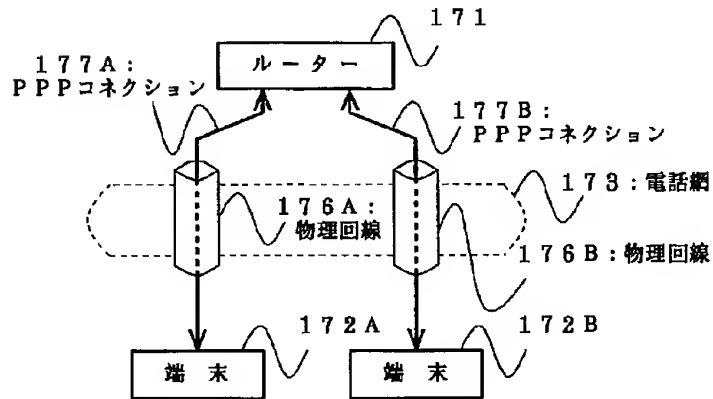 １７１
ルーター
１７７Ａ：
ＰＰＰコネクション
１７７Ｂ：
ＰＰＰコネクション
１７３：電話網
１７６Ａ：
物理回線
１７６Ｂ：物理回線
１７２Ａ
１７２Ｂ
端　末
端　末